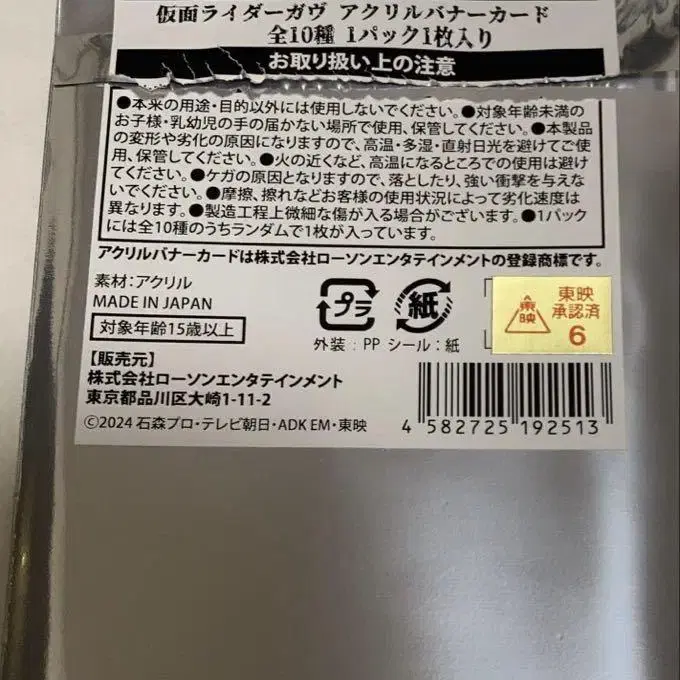 仮面ライダーガヴ アクリルバナーカード
全10種 1パック1枚入り
お取り扱い上の注意
●本来の用途・目的以外には使用しないでください。●対象年齢未満の
お子様・乳幼児の手の届かない場所で使用、保管してください。●本製品
の変形や劣化の原因になりますので、高温・多湿・直射日光を避けてご使
用、保管してください。●火の近くなど、高温になるところでの使用は避け
てください。●ケガの原因となりますので、落としたり、強い衝撃を与えな
いでください。●摩擦、擦れなどお客様の使用状況によって劣化速度は
異なります。●製造工程上微細な傷が入る場合がございます。●1パック
には全10種のうちランダムで1枚が入っています。
アクリルバナーカードは株式会社ローソンエンタテインメントの登録商標です。
素材:アクリル
MADE IN JAPAN
対象年齢15歳以上
プラ
紙
外装:PP シール:紙
東映
東映
承認済
6
【販売元】
株式会社ローソンエンタテインメント
東京都品川区大崎1-11-2
©2024 石森プロ・テレビ朝日・ADK EM・東映
4 582725 192513